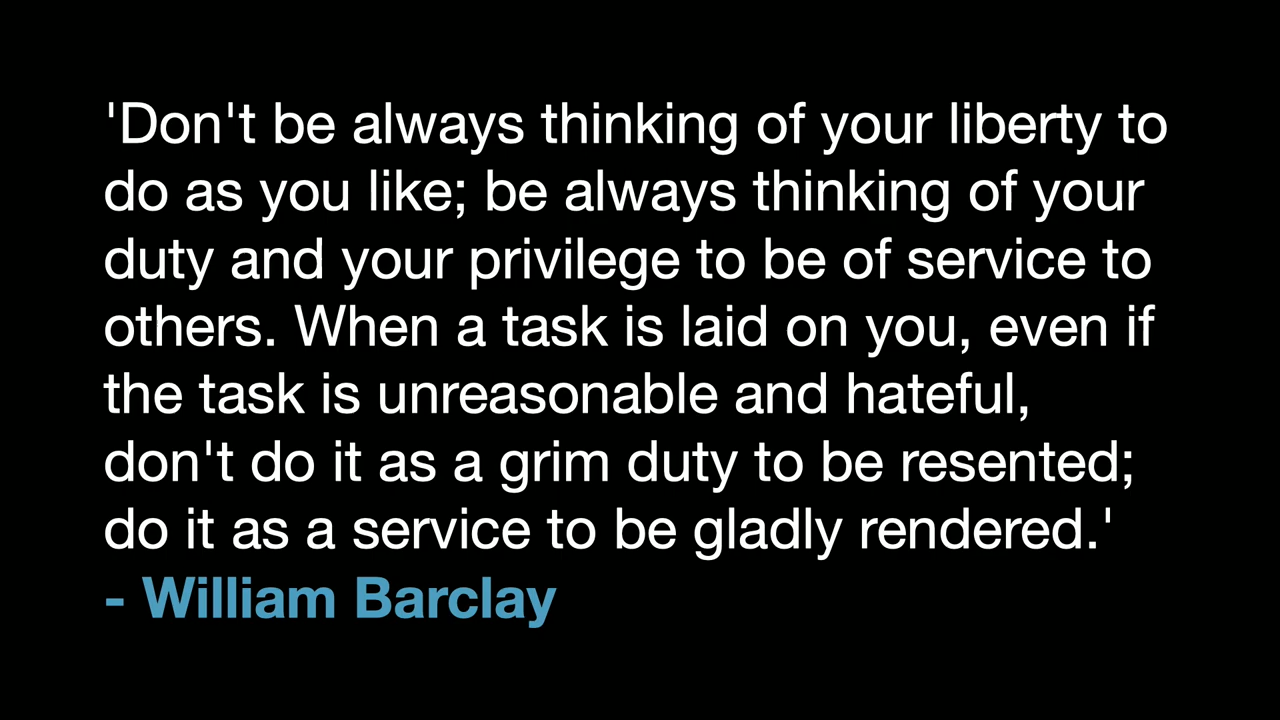 'Don't be always thinking of your liberty to
do as you like; be always thinking of your
duty and your privilege to be of service to
others. When a task is laid on you, even if
the task is unreasonable and hateful,
don't do it as a grim duty to be resented;
do it as a service to be gladly rendered.'
- William Barclay